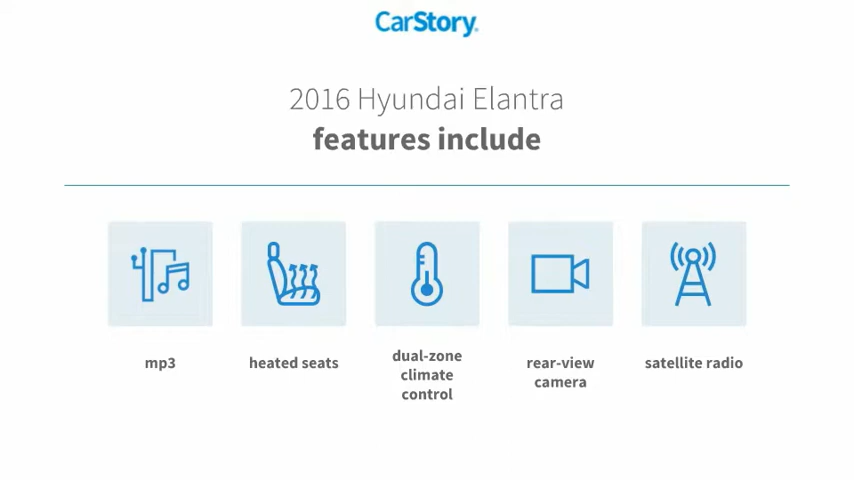 CarStory.
2016 Hyundai Elantra
features include
mp3
heated seats
dual-zone
climate
control
rear-view
camera
satellite radio